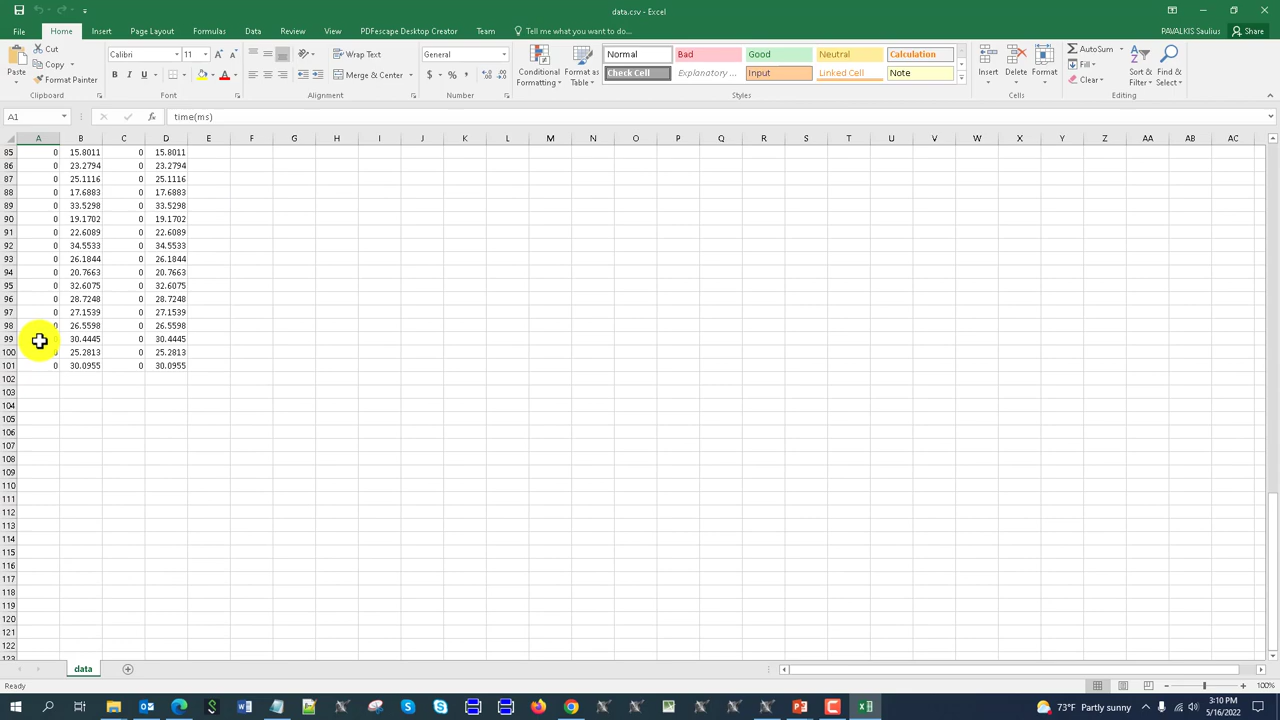 data.csv - Excel
File Home Insert Page Layout Formulas Data Review View PDFescape Desktop Creator Team Tell me what you want to do... PAVALKIS Saulius Share
Cut Calibri 11 Wrap Text General Normal Bad Good Neutral Calculation AutoSum
Copy Fill
Paste Format Painter Merge & Center $ % Conditional Formatting Format as Table Check Cell Explanatory ... Input Linked Cell Note Insert Delete Format Clear Sort & Filter Find & Select
Clipboard Font Alignment Number Styles Cells Editing
A1 time(ms)
A B C D E F G H I J K L M N O P Q R S T U V W X Y Z AA AB AC
85 0 15.8011 0 15.8011
86 0 23.2794 0 23.2794
87 0 25.1116 0 25.1116
88 0 17.6883 0 17.6883
89 0 33.5298 0 33.5298
90 0 19.1702 0 19.1702
91 0 22.6089 0 22.6089
92 0 34.5533 0 34.5533
93 0 26.1844 0 26.1844
94 0 20.7663 0 20.7663
95 0 32.6075 0 32.6075
96 0 28.7248 0 28.7248
97 0 27.1539 0 27.1539
98 0 26.5598 0 26.5598
99 30.4445 0 30.4445
100 25.2813 0 25.2813
101 0 30.0955 0 30.0955
102
103
104
105
106
107
108
109
110
111
112
113
114
115
116
117
118
119
120
121
122
123
data
Ready 100%
73°F Partly sunny 3:10 PM
5/16/2022